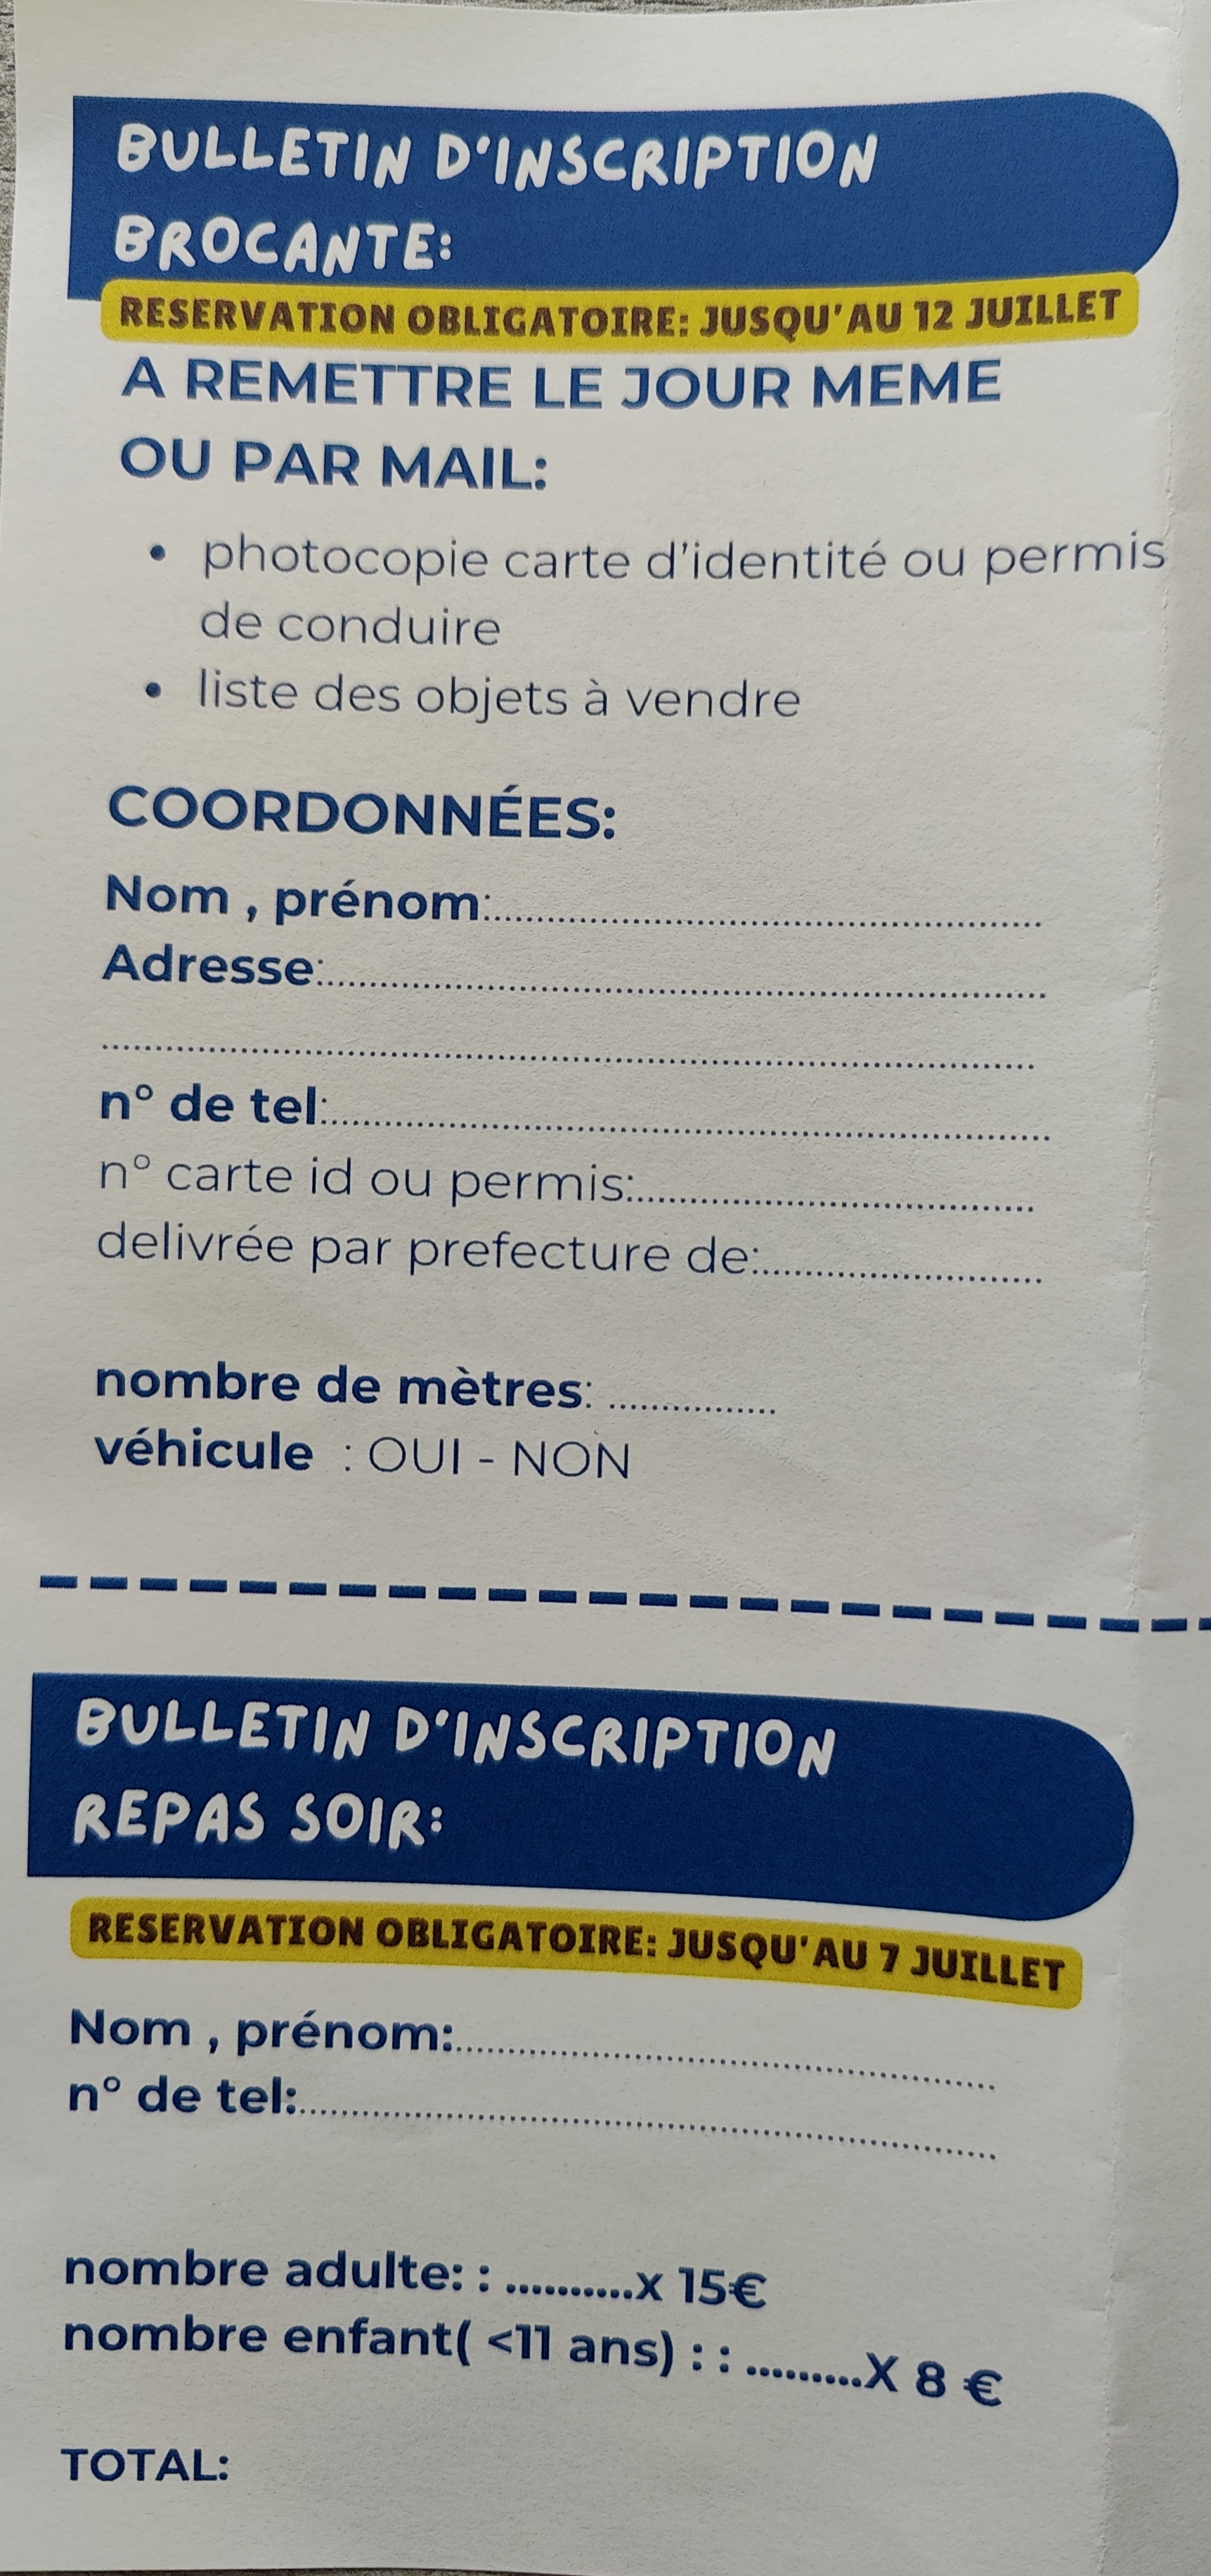 BULLETIN D'INSCRIPTION
BROCANTE:
RESERVATION OBLIGATOIRE: JUSQU'AU 12 JUILLET
A REMETTRE LE JOUR MEME
OU PAR MAIL:
• photocopie carte d'identité ou permis
de conduire
• liste des objets à vendre
COORDONNÉES:
Nom , prénom:..................................................
Adresse:..................................................
..................................................
n° de tel:..................................................
n° carte id ou permis:..................................................
delivrée par prefecture de:..............................
nombre de mètres: ................
véhicule : OUI - NON
BULLETIN D'INSCRIPTION
REPAS SOIR:
RESERVATION OBLIGATOIRE: JUSQU'AU 7 JUILLET
Nom , prénom:..................................................
n° de tel:..................................................
nombre adulte: : ..........x 15€
nombre enfant( <11 ans) : : .........X 8 €
TOTAL: